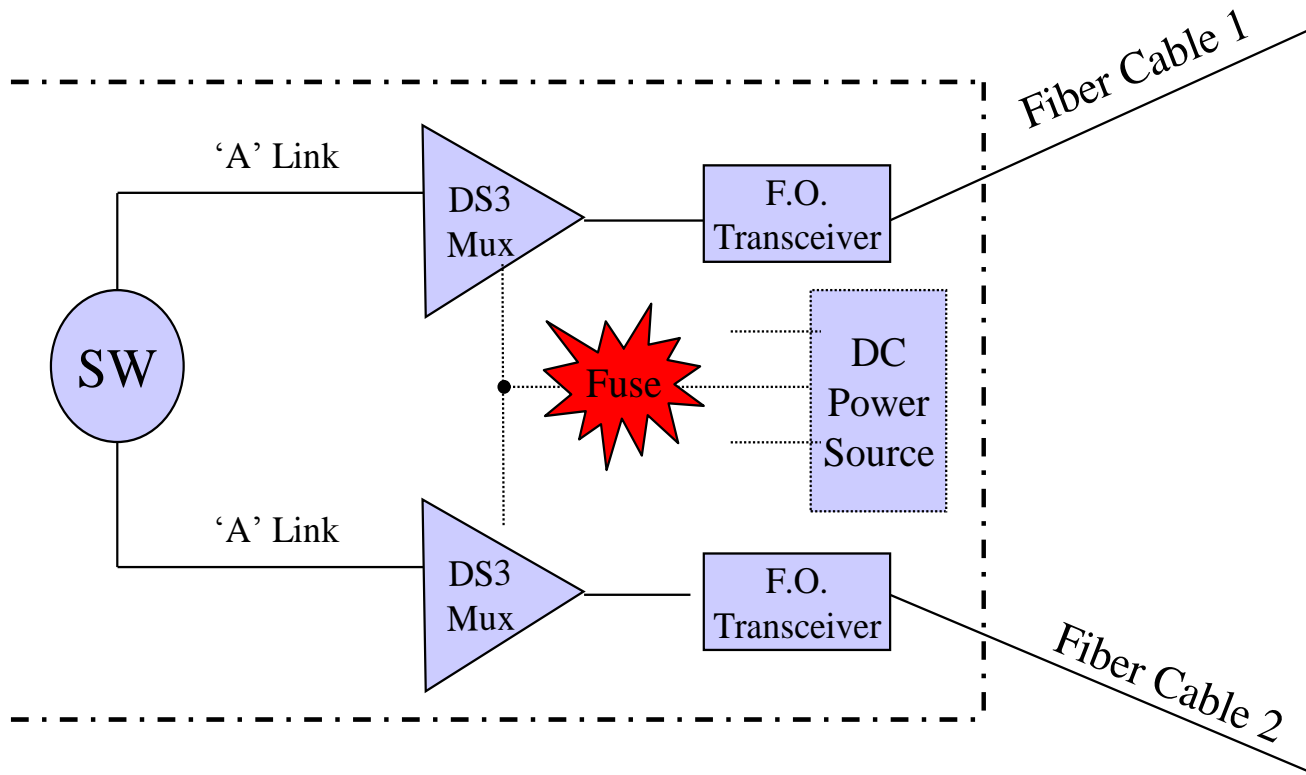 Fiber Cable 1
‘A’ Link
DS3
Mux
F.O.
Transceiver
SW
Fuse
DC
Power
Source
‘A’ Link
DS3
Mux
F.O.
Transceiver
Fiber Cable 2